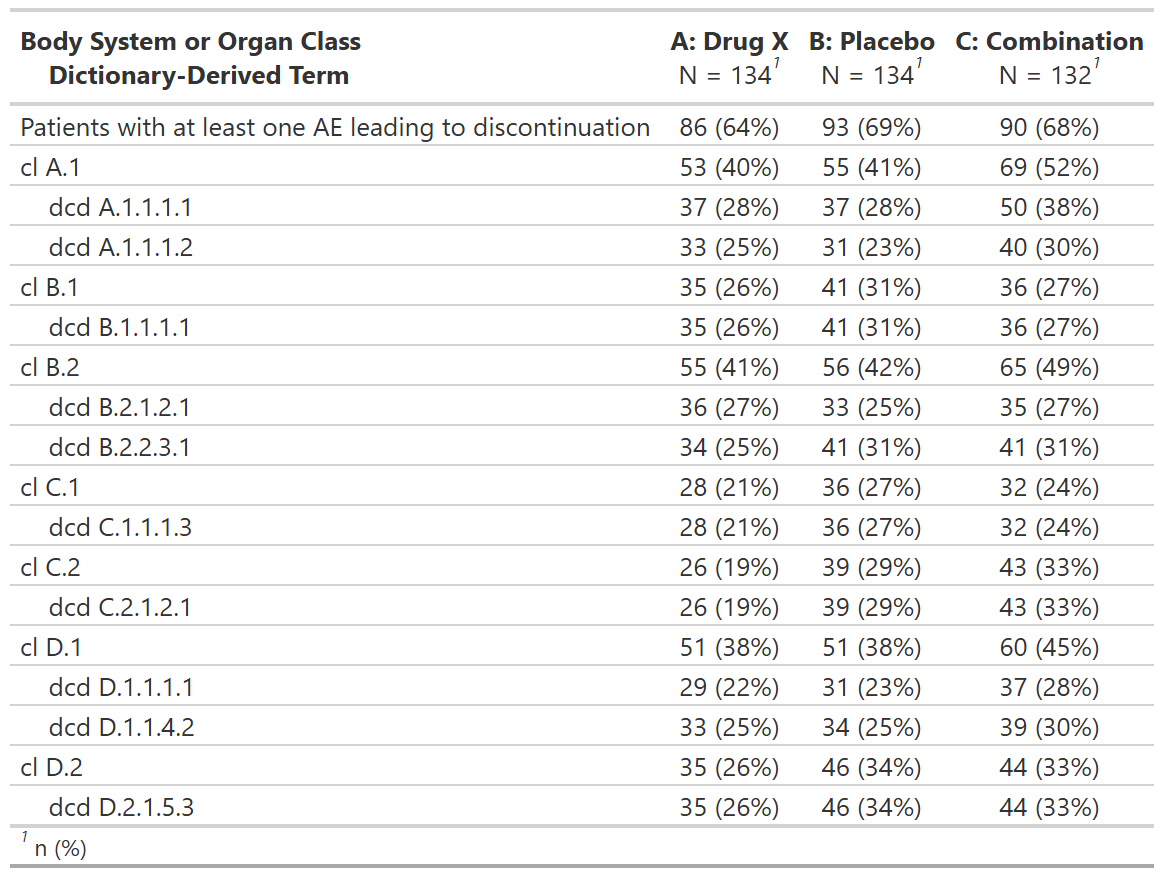 Body System or Organ Class A: Drug X B: Placebo C: Combination
Dictionary-Derived Term N = 134¹ N = 134¹ N = 132¹
Patients with at least one AE leading to discontinuation 86 (64%) 93 (69%) 90 (68%)
cl A.1 53 (40%) 55 (41%) 69 (52%)
dcd A.1.1.1.1 37 (28%) 37 (28%) 50 (38%)
dcd A.1.1.1.2 33 (25%) 31 (23%) 40 (30%)
cl B.1 35 (26%) 41 (31%) 36 (27%)
dcd B.1.1.1.1 35 (26%) 41 (31%) 36 (27%)
cl B.2 55 (41%) 56 (42%) 65 (49%)
dcd B.2.1.2.1 36 (27%) 33 (25%) 35 (27%)
dcd B.2.2.3.1 34 (25%) 41 (31%) 41 (31%)
cl C.1 28 (21%) 36 (27%) 32 (24%)
dcd C.1.1.1.3 28 (21%) 36 (27%) 32 (24%)
cl C.2 26 (19%) 39 (29%) 43 (33%)
dcd C.2.1.2.1 26 (19%) 39 (29%) 43 (33%)
cl D.1 51 (38%) 51 (38%) 60 (45%)
dcd D.1.1.1.1 29 (22%) 31 (23%) 37 (28%)
dcd D.1.1.4.2 33 (25%) 34 (25%) 39 (30%)
cl D.2 35 (26%) 46 (34%) 44 (33%)
dcd D.2.1.5.3 35 (26%) 46 (34%) 44 (33%)
¹ n (%)